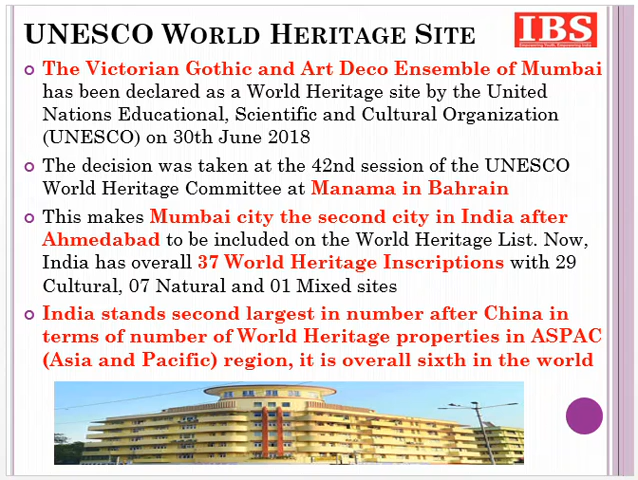 UNESCO WORLD HERITAGE SITE
IBS
The Victorian Gothic and Art Deco Ensemble of Mumbai
has been declared as a World Heritage site by the United
Nations Educational, Scientific and Cultural Organization
(UNESCO) on 30th June 2018
The decision was taken at the 42nd session of the UNESCO
World Heritage Committee at Manama in Bahrain
This makes Mumbai city the second city in India after
Ahmedabad to be included on the World Heritage List. Now,
India has overall 37 World Heritage Inscriptions with 29
Cultural, 07 Natural and 01 Mixed sites
India stands second largest in number after China in
terms of number of World Heritage properties in ASPAC
(Asia and Pacific) region, it is overall sixth in the world